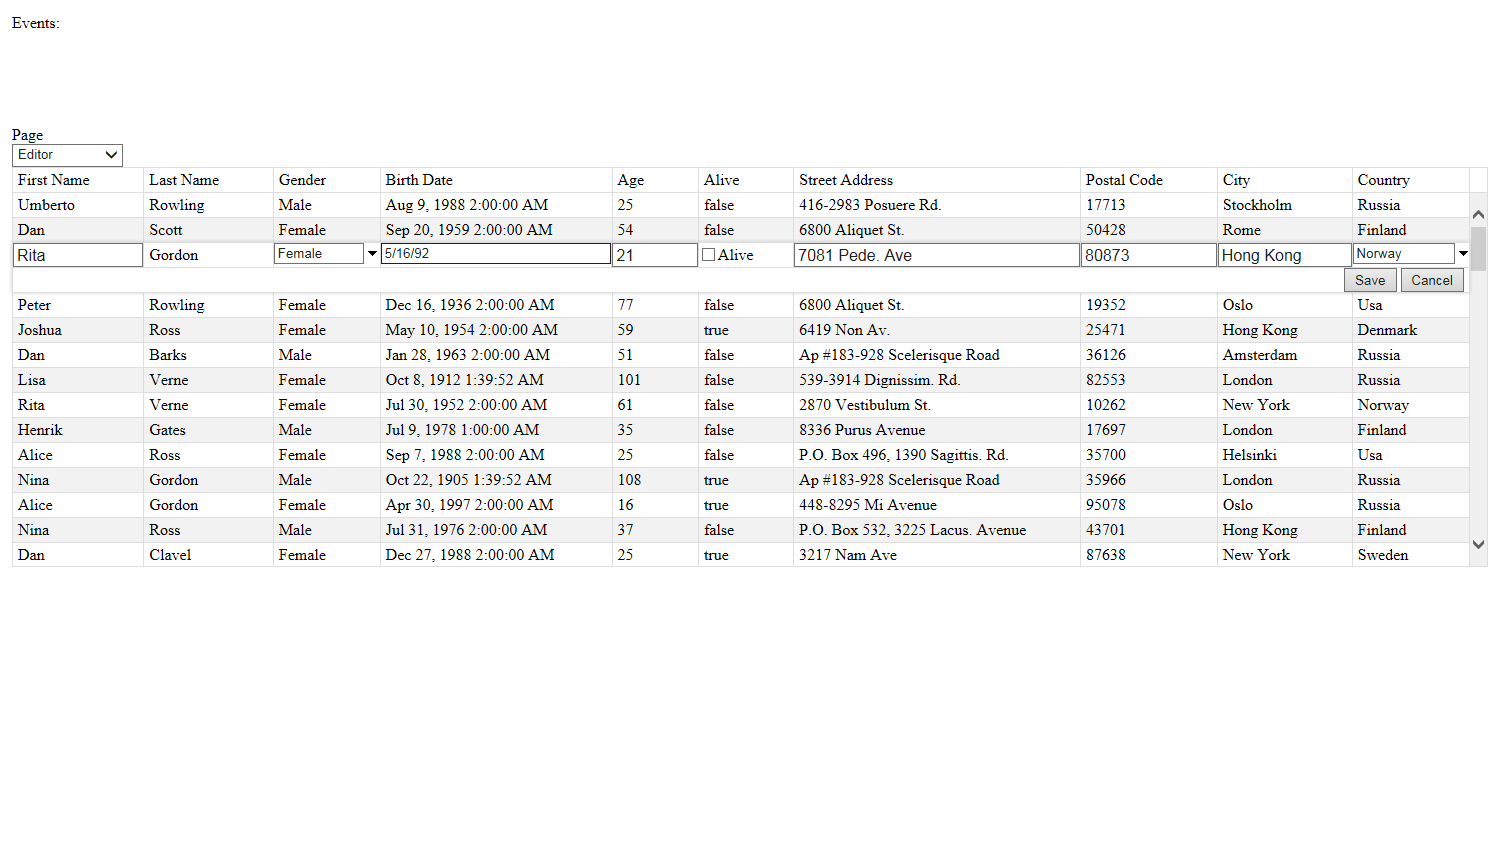 Events:
Page
Editor
First Name Last Name Gender Birth Date Age Alive Street Address Postal Code City Country
Umberto Rowling Male Aug 9, 1988 2:00:00 AM 25 false 416-2983 Posuere Rd. 17713 Stockholm Russia
Dan Scott Female Sep 20, 1959 2:00:00 AM 54 false 6800 Aliquet St. 50428 Rome Finland
Rita Gordon Female 5/16/92 21 Alive 7081 Pede. Ave 80873 Hong Kong Norway
Save Cancel
Peter Rowling Female Dec 16, 1936 2:00:00 AM 77 false 6800 Aliquet St. 19352 Oslo Usa
Joshua Ross Female May 10, 1954 2:00:00 AM 59 true 6419 Non Av. 25471 Hong Kong Denmark
Dan Barks Male Jan 28, 1963 2:00:00 AM 51 false Ap #183-928 Scelerisque Road 36126 Amsterdam Russia
Lisa Verne Female Oct 8, 1912 1:39:52 AM 101 false 539-3914 Dignissim. Rd. 82553 London Russia
Rita Verne Female Jul 30, 1952 2:00:00 AM 61 false 2870 Vestibulum St. 10262 New York Norway
Henrik Gates Male Jul 9, 1978 1:00:00 AM 35 false 8336 Purus Avenue 17697 London Finland
Alice Ross Female Sep 7, 1988 2:00:00 AM 25 false P.O. Box 496, 1390 Sagittis. Rd. 35700 Helsinki Usa
Nina Gordon Male Oct 22, 1905 1:39:52 AM 108 true Ap #183-928 Scelerisque Road 35966 London Russia
Alice Gordon Female Apr 30, 1997 2:00:00 AM 16 true 448-8295 Mi Avenue 95078 Oslo Russia
Nina Ross Male Jul 31, 1976 2:00:00 AM 37 false P.O. Box 532, 3225 Lacus. Avenue 43701 Hong Kong Finland
Dan Clavel Female Dec 27, 1988 2:00:00 AM 25 true 3217 Nam Ave 87638 New York Sweden